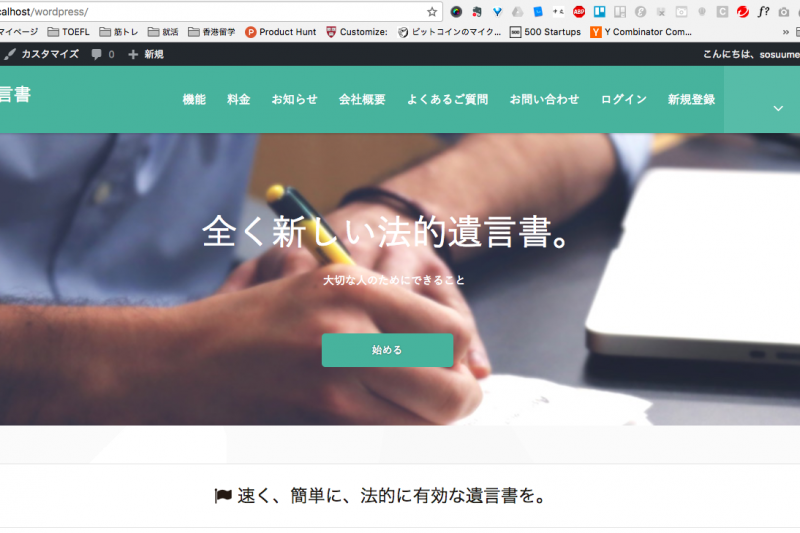 calhost/wordpress/
マイページ TOEFL 筋トレ 就活 香港留学 Product Hunt Customize: ビットコインのマイク... 500 Startups Y Combinator Com... »
カスタマイズ 0 新規 こんにちは、sosuume
言書 機能 料金 お知らせ 会社概要 よくあるご質問 お問い合わせ ログイン 新規登録
全く新しい法的遺言書。
大切な人のためにできること
始める
速く、簡単に、法的に有効な遺言書を。